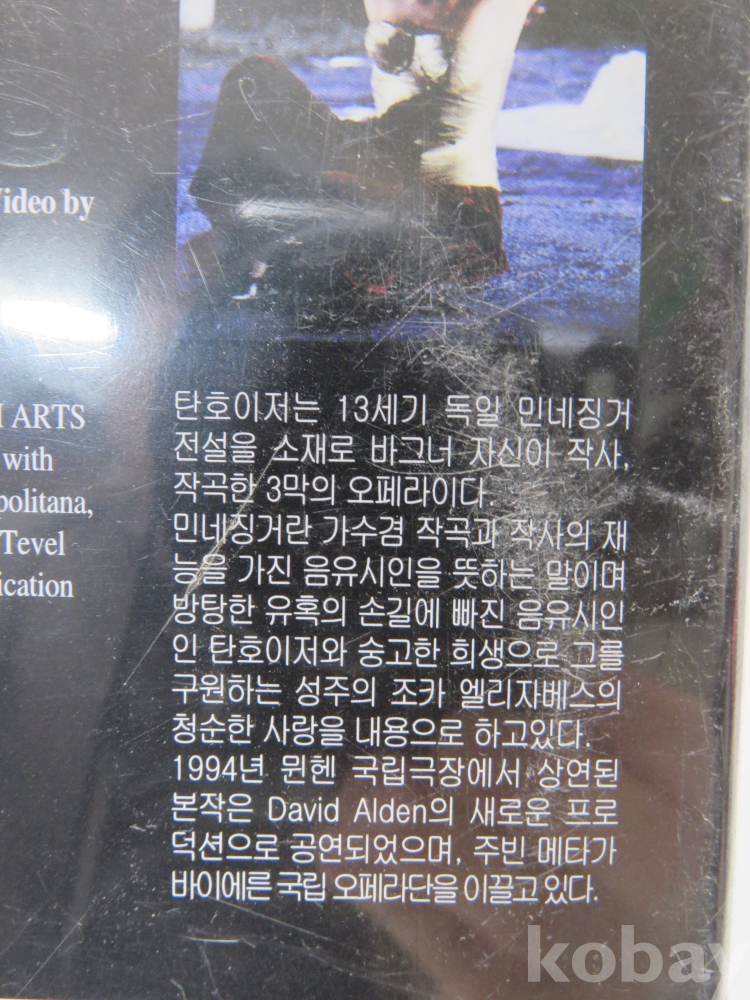 Video by
ARTS
with
politana,
Tevel
ication
탄호이저는 13세기 독일 민네징거
전설을 소재로 바그너 자신이 작사,
작곡한 3막의 오페라이다.
민네징거란 가수겸 작곡과 작사의 재
능을 가진 음유시인을 뜻하는 말이며
방탕한 유혹의 손길에 빠진 음유시인
인 탄호이저와 숭고한 희생으로 그를
구원하는 성주의 조카 엘리자베스의
청순한 사랑을 내용으로 하고있다.
1994년 뮌헨 국립극장에서 상연된
본작은 David Alden의 새로운 프로
덕션으로 공연되었으며, 주빈 메타가
바이에른 국립 오페라단을 이끌고 있다.
kobay